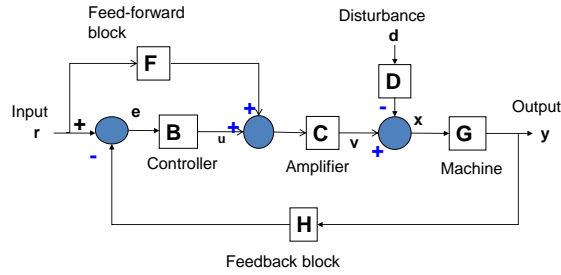 Feed-forward
block
Disturbance
d
F
D
Input
r
+
-
e
B
Controller
+
+
u
C
Amplifier
v
-
+
x
G
Machine
Output
y
H
Feedback block